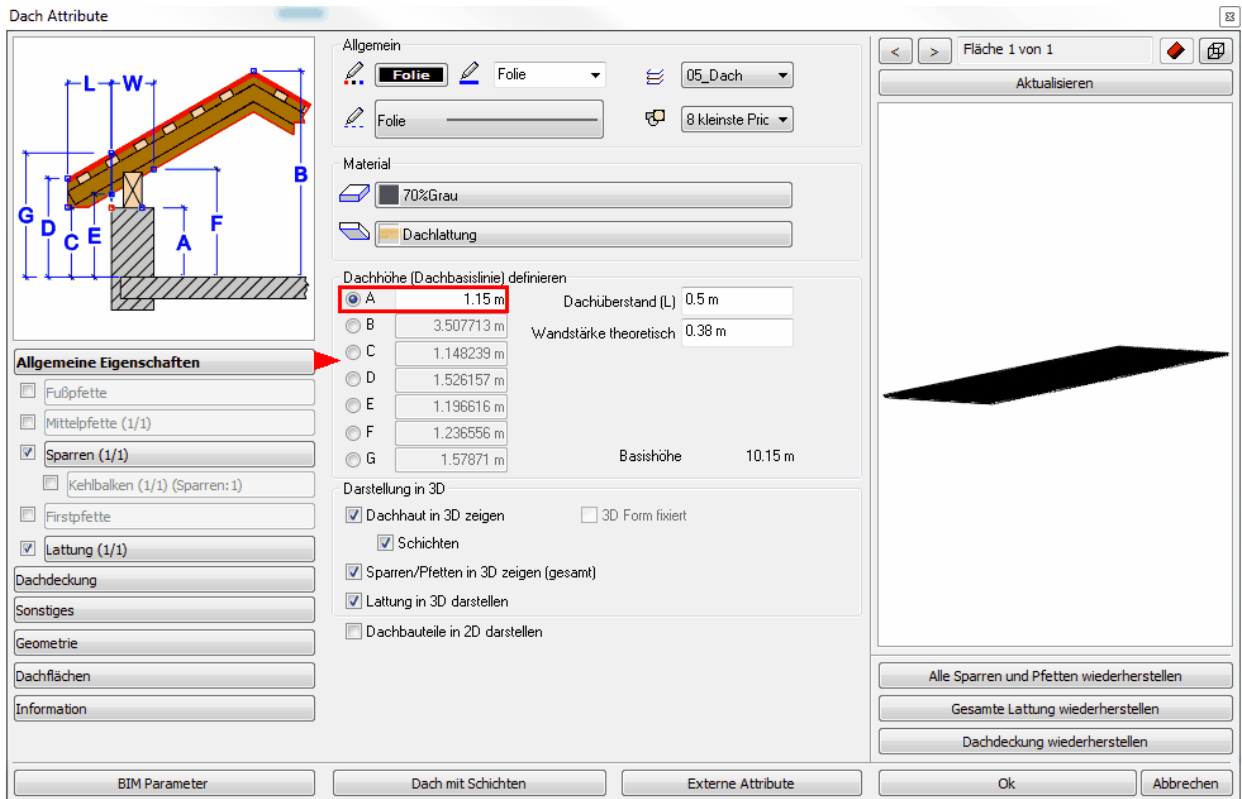 Dach Attribute
L W
B
G
D
C
E
A
F
Allgemeine Eigenschaften
Fußpfette
Mittelpfette (1/1)
Sparren (1/1)
Kehlbalken (1/1) (Sparren:1)
Firstpfette
Lattung (1/1)
Dachdeckung
Sonstiges
Geometrie
Dachflächen
Information
Allgemein
Folie Folie 05_Dach
Folie 8 kleinste Pric
Material
70%Grau
Dachlattung
Dachhöhe (Dachbasislinie) definieren
A 1.15 m Dachüberstand (L) 0.5 m
B 3.507713 m Wandstärke theoretisch 0.38 m
C 1.148239 m
D 1.526157 m
E 1.196616 m
F 1.236556 m
G 1.57871 m Basishöhe 10.15 m
Darstellung in 3D
Dachhaut in 3D zeigen 3D Form fixiert
Schichten
Sparren/Pfetten in 3D zeigen (gesamt)
Lattung in 3D darstellen
Dachbauteile in 2D darstellen
< > Fläche 1 von 1
Aktualisieren
Alle Sparren und Pfetten wiederherstellen
Gesamte Lattung wiederherstellen
Dachdeckung wiederherstellen
BIM Parameter Dach mit Schichten Externe Attribute Ok Abbrechen